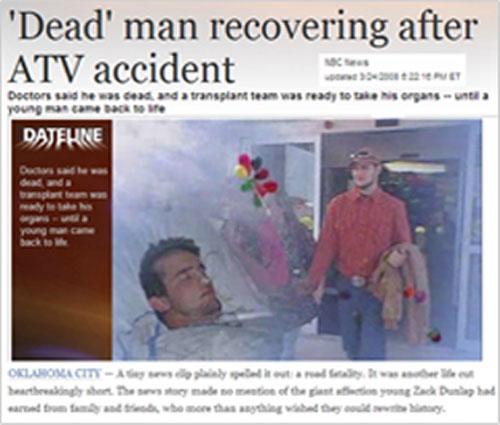 'Dead' man recovering after
ATV accident
NBC News
updated 3/24/2008 6:22:16 PM ET
Doctors said he was dead, and a transplant team was ready to take his organs -- until a
young man came back to life
DATELINE
Doctors said he was
dead, and a
transplant team was
ready to take his
organs -- until a
young man came
back to life.
OKLAHOMA CITY — A tiny news clip plainly spelled it out: a road fatality. It was another life cut
heartbreakingly short. The news story made no mention of the giant affection young Zack Dunlap had
earned from family and friends, who more than anything wished they could rewrite history.